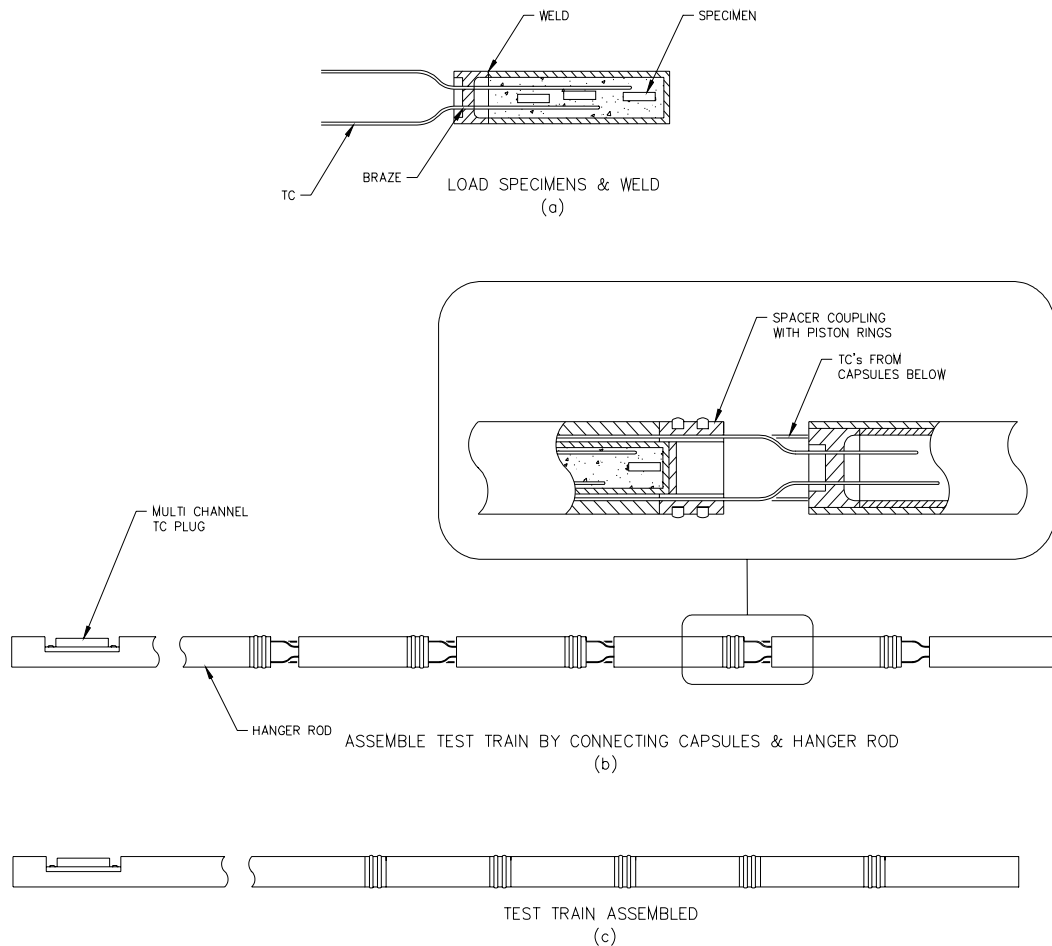 WELD
SPECIMEN
TC
BRAZE
LOAD SPECIMENS & WELD
(a)
SPACER COUPLING
WITH PISTON RINGS
TC's FROM
CAPSULES BELOW
MULTI CHANNEL
TC PLUG
HANGER ROD
ASSEMBLE TEST TRAIN BY CONNECTING CAPSULES & HANGER ROD
(b)
TEST TRAIN ASSEMBLED
(c)